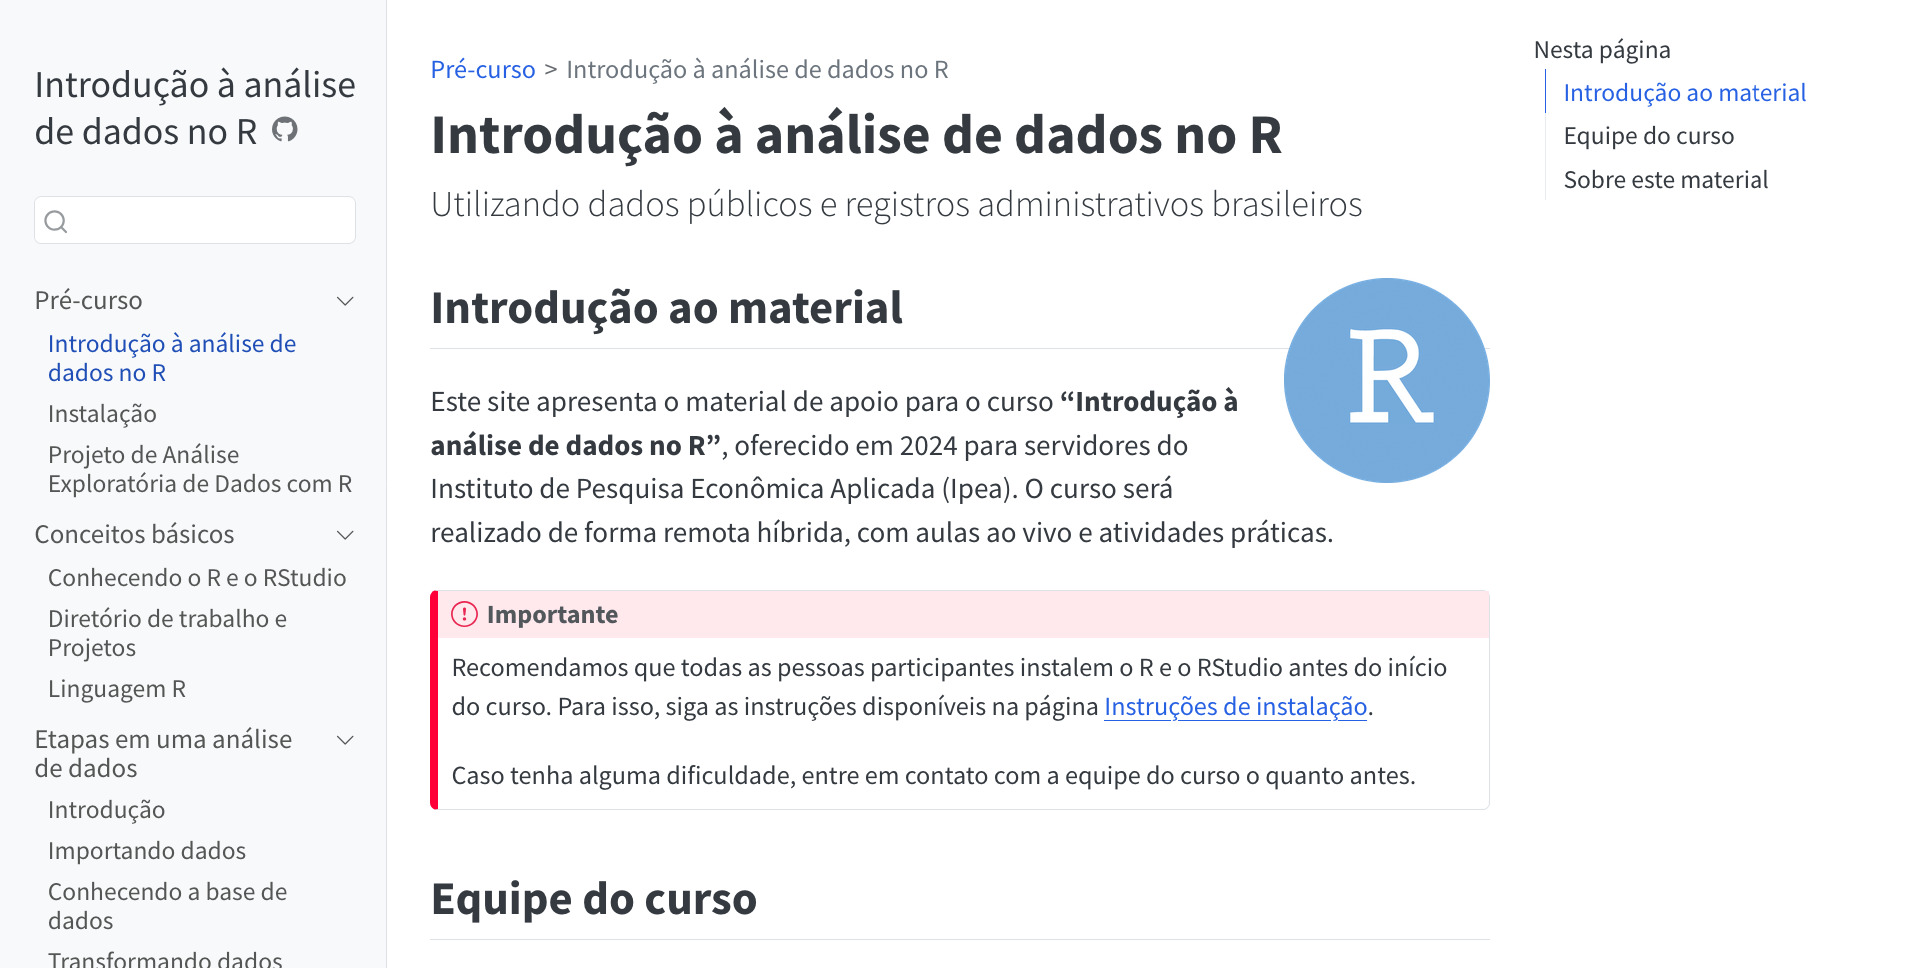 Introdução à análise
de dados no R
Pré-curso
Introdução à análise de
dados no R
Instalação
Projeto de Análise
Exploratória de Dados com R
Conceitos básicos
Conhecendo o R e o RStudio
Diretório de trabalho e
Projetos
Linguagem R
Etapas em uma análise
de dados
Introdução
Importando dados
Conhecendo a base de
dados
Transformando dados
Pré-curso > Introdução à análise de dados no R
Introdução à análise de dados no R
Utilizando dados públicos e registros administrativos brasileiros
Introdução ao material
R
Este site apresenta o material de apoio para o curso “Introdução à
análise de dados no R”, oferecido em 2024 para servidores do
Instituto de Pesquisa Econômica Aplicada (Ipea). O curso será
realizado de forma remota híbrida, com aulas ao vivo e atividades práticas.
Importante
Recomendamos que todas as pessoas participantes instalem o R e o RStudio antes do início
do curso. Para isso, siga as instruções disponíveis na página Instruções de instalação.
Caso tenha alguma dificuldade, entre em contato com a equipe do curso o quanto antes.
Equipe do curso
Nesta página
Introdução ao material
Equipe do curso
Sobre este material